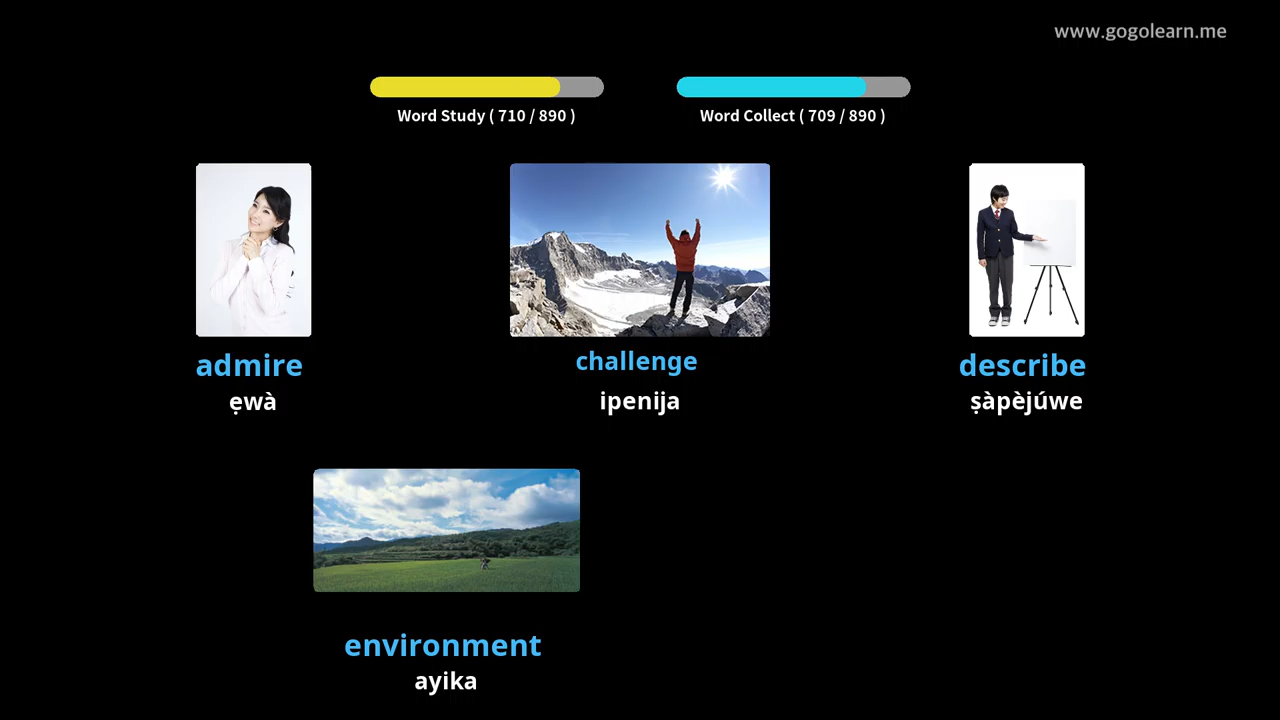 www.gogolearn.me
Word Study ( 710 / 890 )
Word Collect ( 709 / 890 )
admire
ẹwà
challenge
ipenija
describe
ṣàpèjúwe
environment
ayika